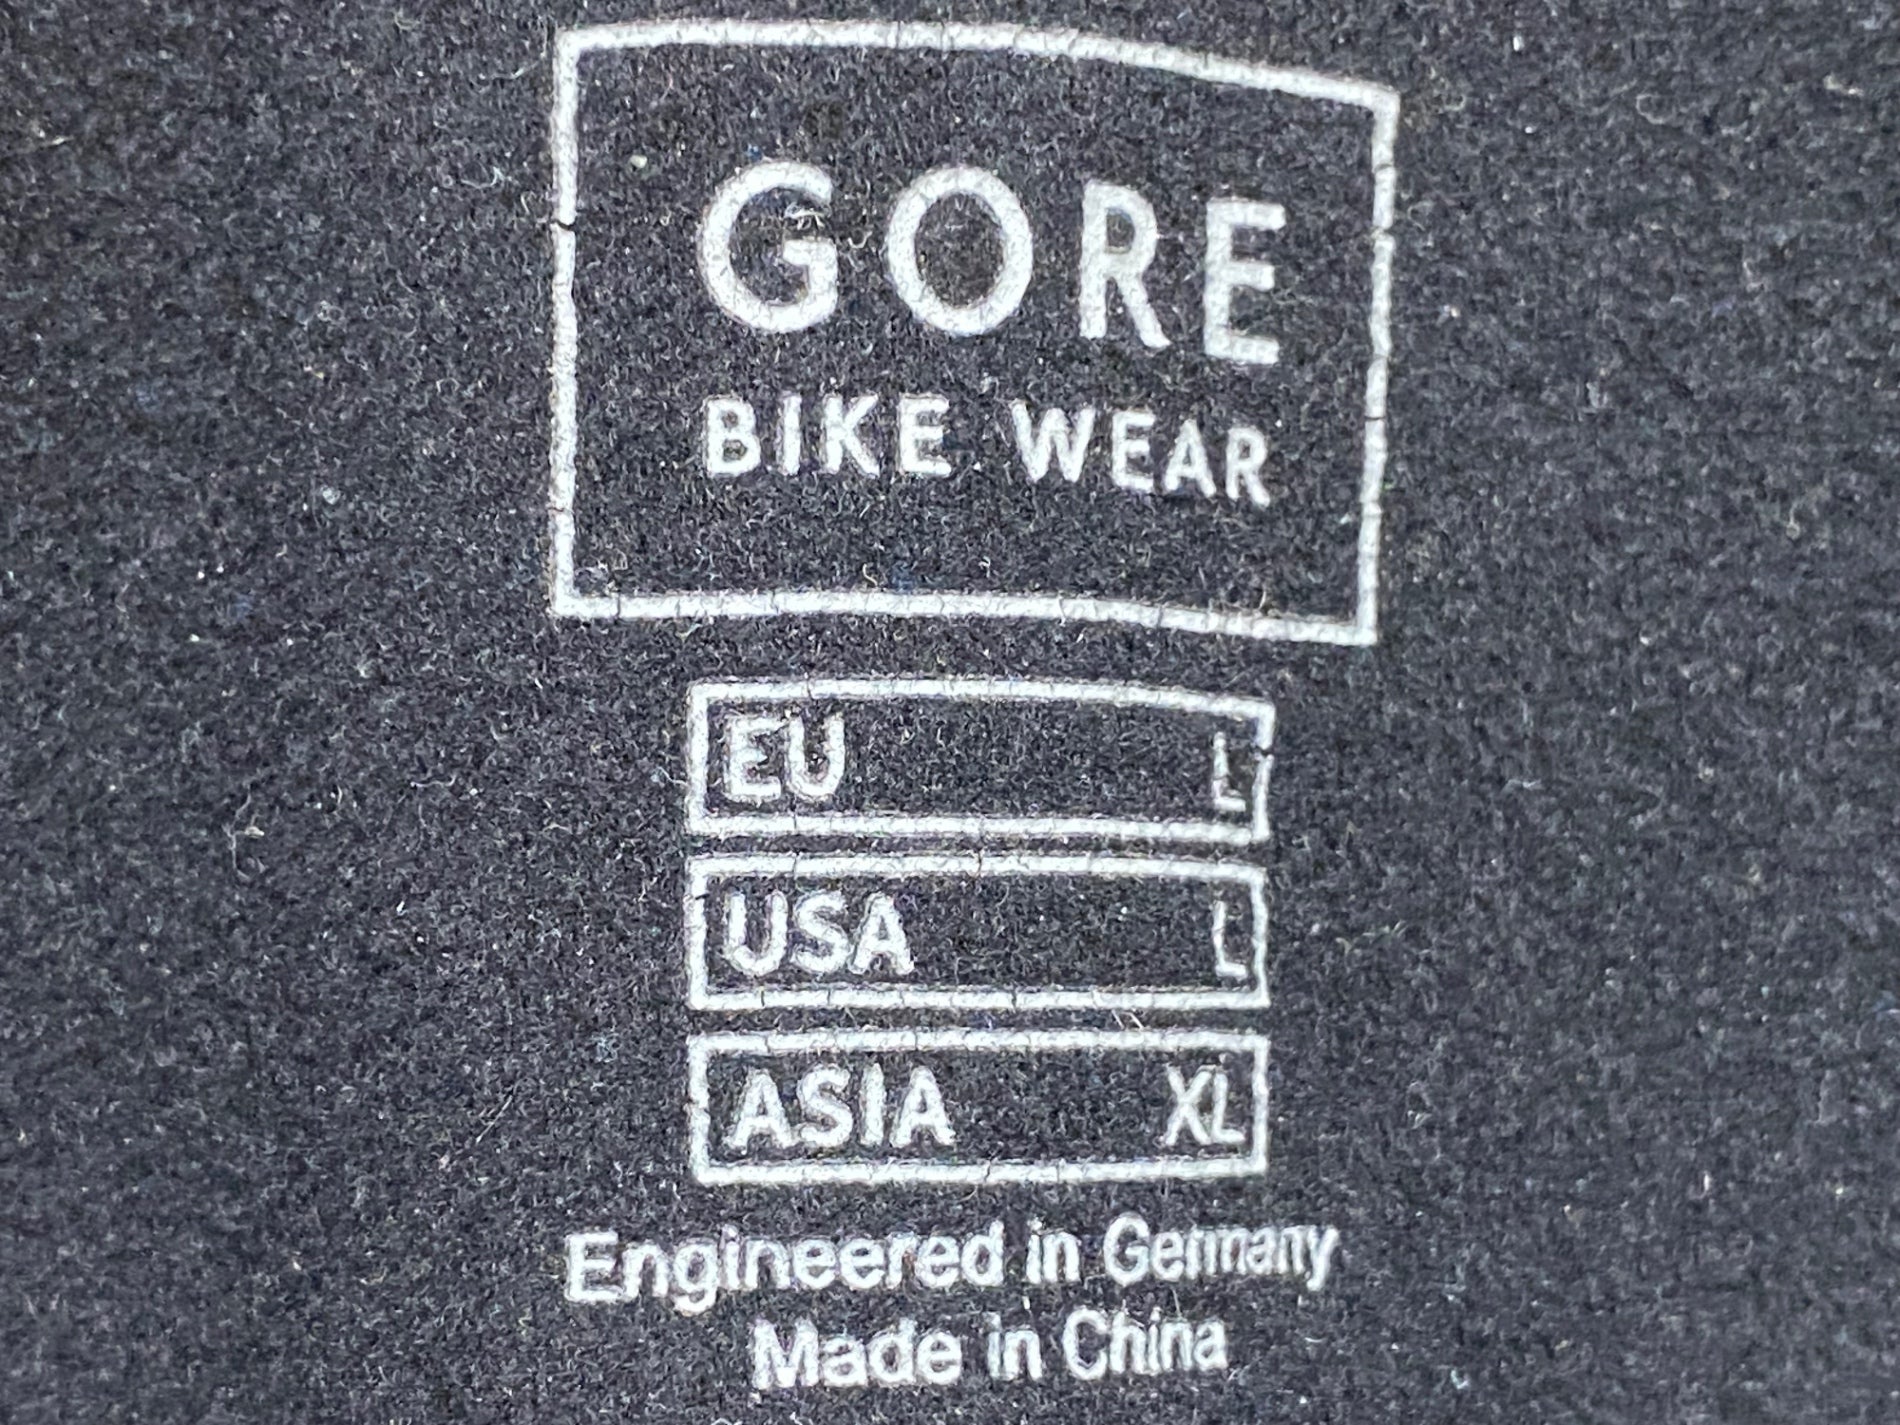 GORE
BIKE WEAR
EU L
USA L
ASIA XL
Engineered in Germany
Made in China